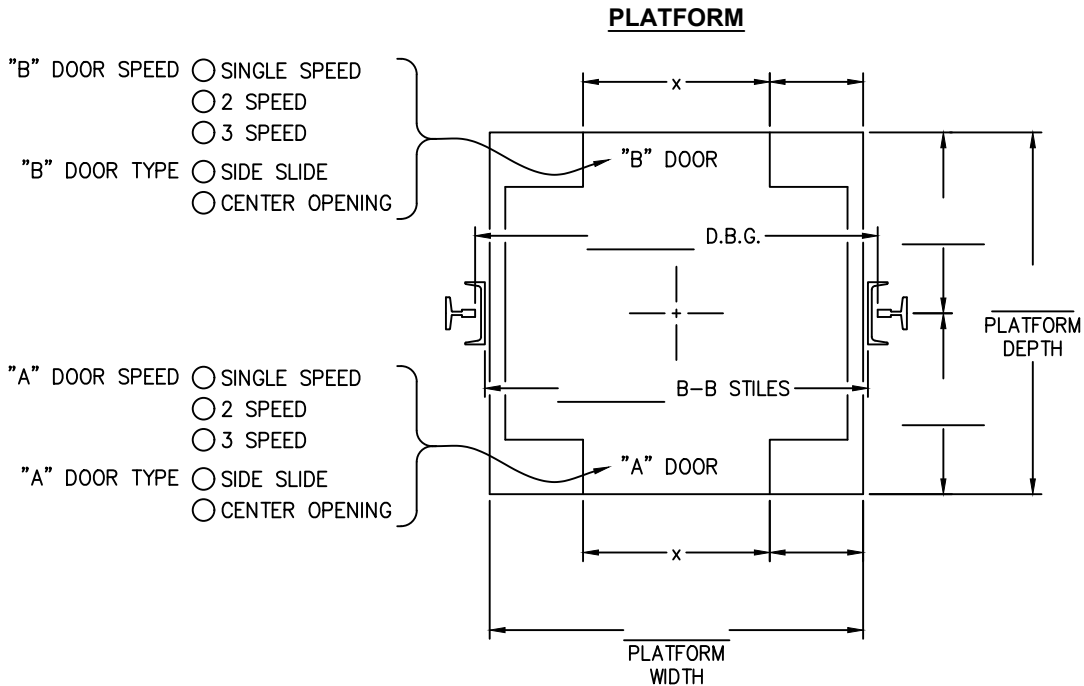 PLATFORM
"B" DOOR SPEED SINGLE SPEED
2 SPEED
3 SPEED
"B" DOOR TYPE SIDE SLIDE
CENTER OPENING
x
"B" DOOR
D.B.G.
PLATFORM
DEPTH
"A" DOOR SPEED SINGLE SPEED
2 SPEED
3 SPEED
"A" DOOR TYPE SIDE SLIDE
CENTER OPENING
B-B STILES
"A" DOOR
x
PLATFORM
WIDTH